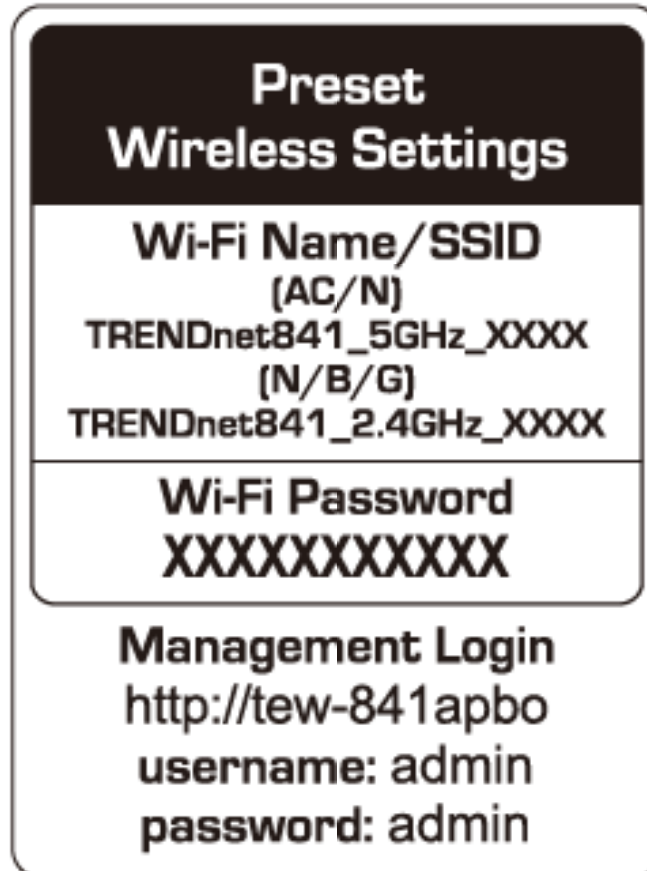 Preset
Wireless Settings
Wi-Fi Name/SSID
(AC/N)
TRENDnet841_5GHz_XXXX
(N/B/G)
TRENDnet841_2.4GHz_XXXX
Wi-Fi Password
XXXXXXXXXXX
Management Login
http://tew-841apbo
username: admin
password: admin